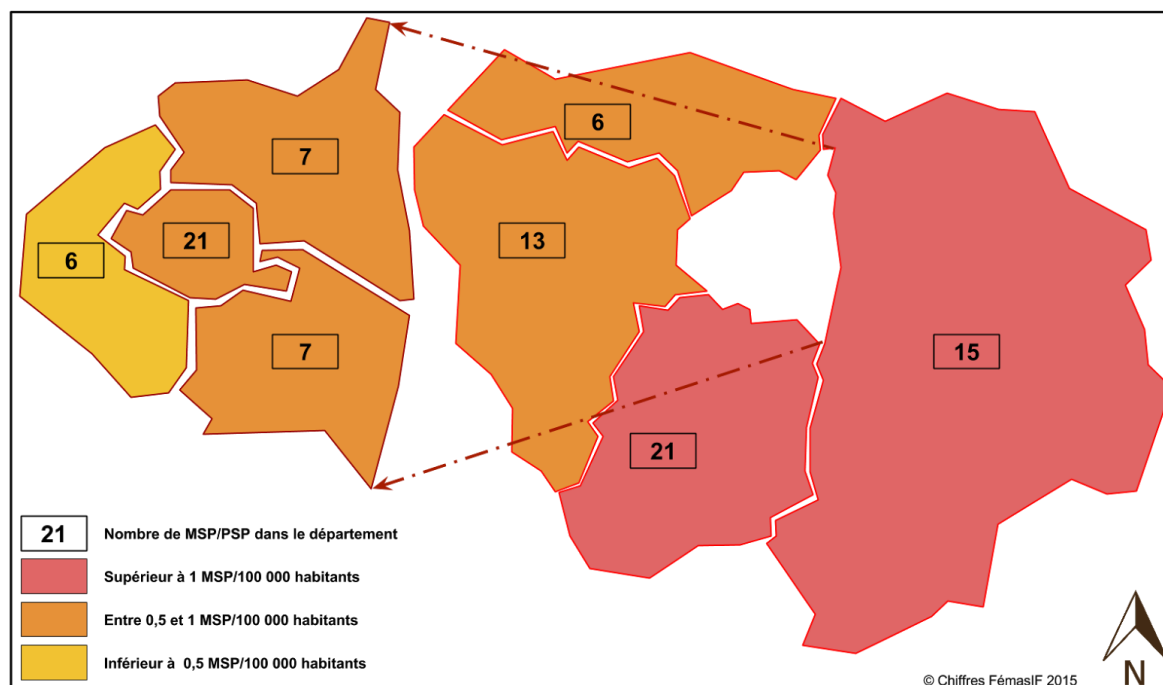 6
7
15
13
21
6
7
21
21 Nombre de MSP/PSP dans le département
Supérieur à 1 MSP/100 000 habitants
Entre 0,5 et 1 MSP/100 000 habitants
Inférieur à 0,5 MSP/100 000 habitants
N
© Chiffres FémasIF 2015